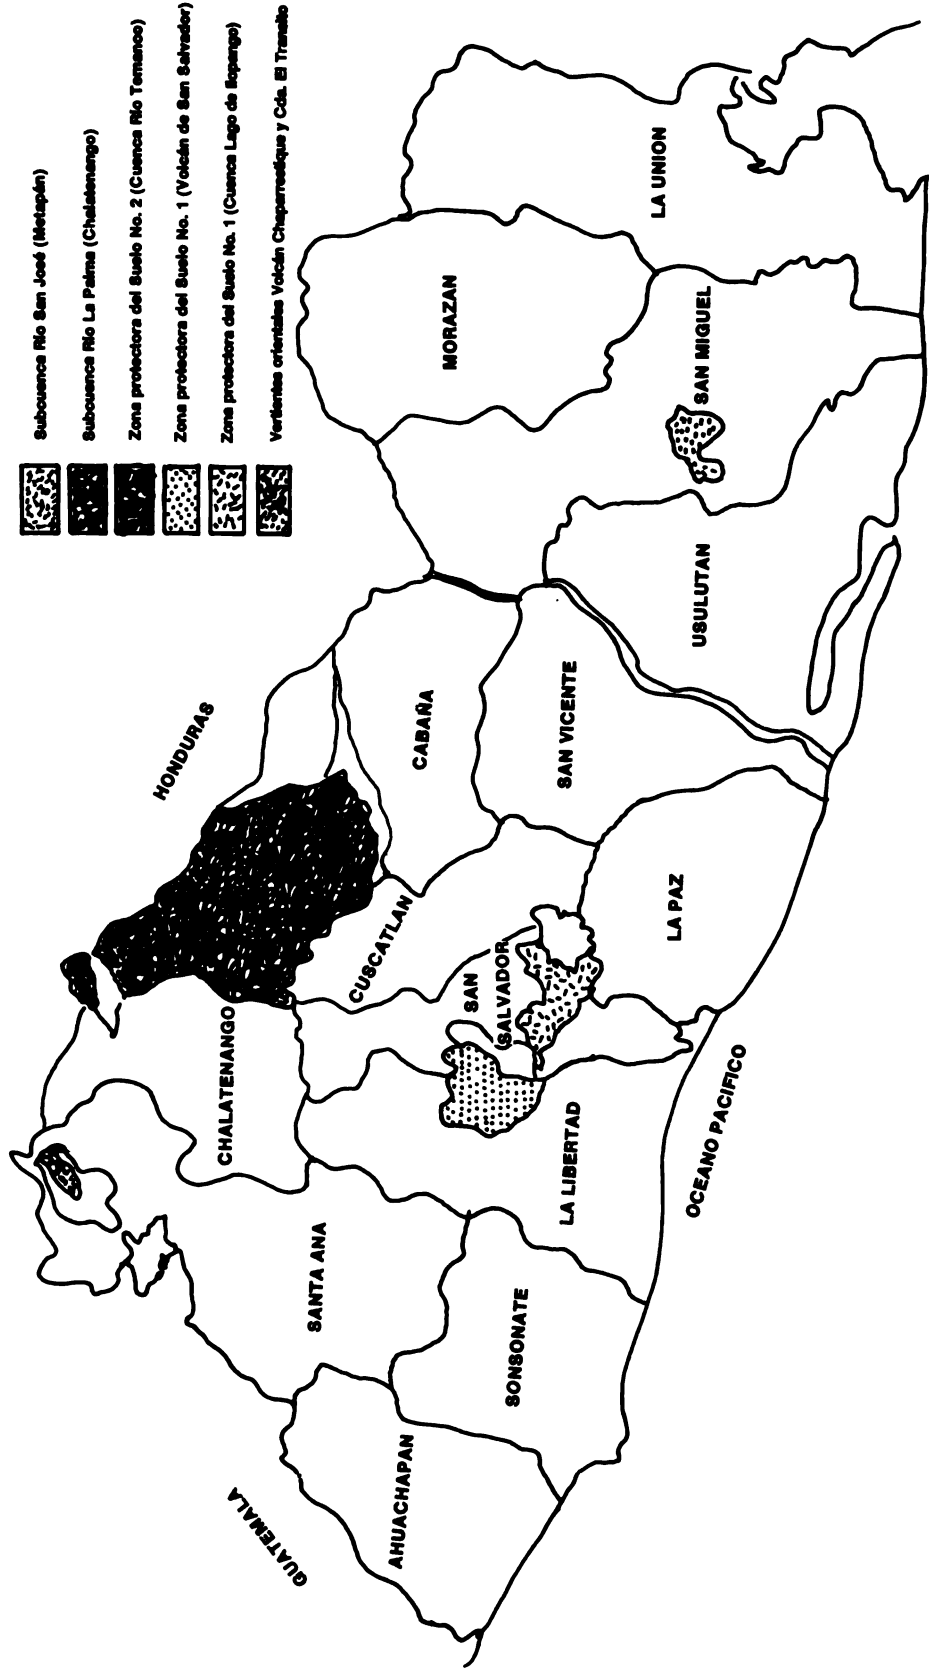 Subcuenca Río San José (Metapán)
Subcuenca Río La Palma (Chalatenango)
Zona protectora del Suelo No. 2 (Cuenca Río Tamanco)
Zona protectora del Suelo No. 1 (Volcán de San Salvador)
Zona protectora del Suelo No. 1 (Cuenca Lago de Ilopango)
Vertientes orientales Volcán Chaparrastique y Cda. El Transito
GUATEMALA
HONDURAS
AHUACHAPAN
SANTA ANA
SONSONATE
CHALATENANGO
LA LIBERTAD
SAN
SALVADOR
CUSCATLAN
LA PAZ
CABAÑA
SAN VICENTE
USULUTAN
SAN MIGUEL
MORAZAN
LA UNION
OCEANO PACIFICO